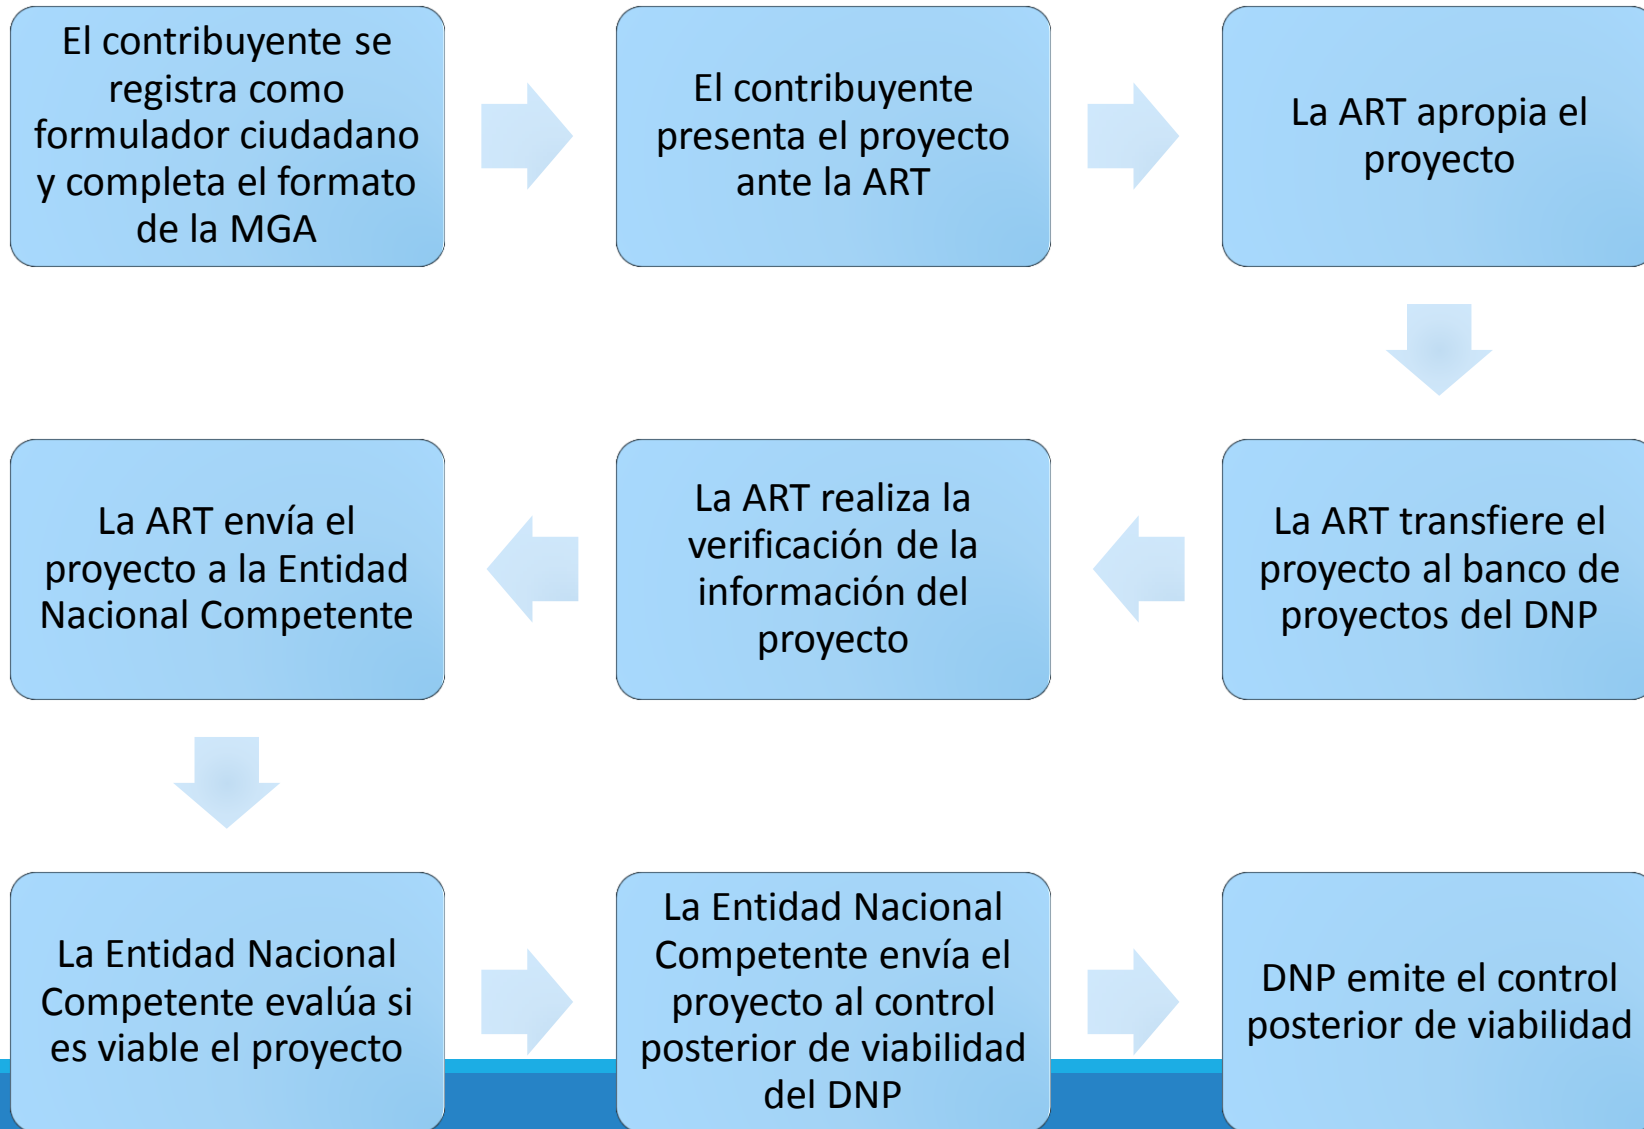 El contribuyente se
registra como
formulador ciudadano
y completa el formato
de la MGA
El contribuyente
presenta el proyecto
ante la ART
La ART apropia el
proyecto
La ART transfiere el
proyecto al banco de
proyectos del DNP
La ART realiza la
verificación de la
información del
proyecto
La ART envía el
proyecto a la Entidad
Nacional Competente
La Entidad Nacional
Competente evalúa si
es viable el proyecto
La Entidad Nacional
Competente envía el
proyecto al control
posterior de viabilidad
del DNP
DNP emite el control
posterior de viabilidad